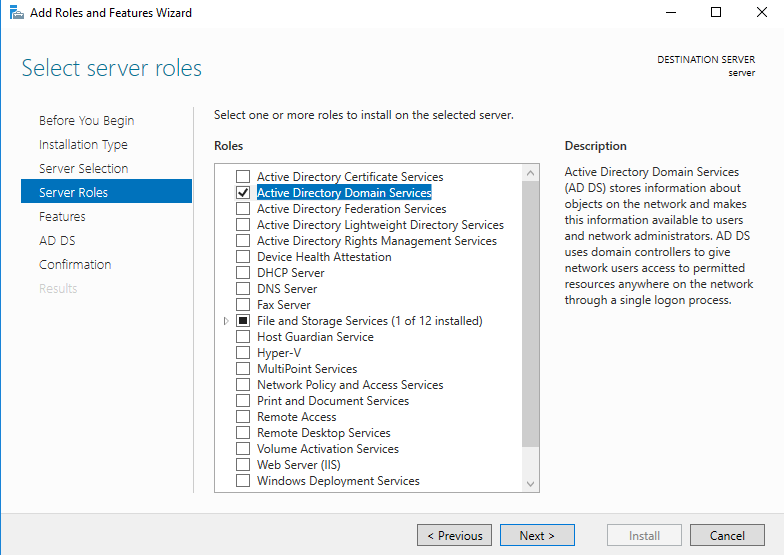 Add Roles and Features Wizard
Select server roles
DESTINATION SERVER
server
Before You Begin
Installation Type
Server Selection
Server Roles
Features
AD DS
Confirmation
Results
Select one or more roles to install on the selected server.
Roles
Active Directory Certificate Services
Active Directory Domain Services
Active Directory Federation Services
Active Directory Lightweight Directory Services
Active Directory Rights Management Services
Device Health Attestation
DHCP Server
DNS Server
Fax Server
File and Storage Services (1 of 12 installed)
Host Guardian Service
Hyper-V
MultiPoint Services
Network Policy and Access Services
Print and Document Services
Remote Access
Remote Desktop Services
Volume Activation Services
Web Server (IIS)
Windows Deployment Services
Description
Active Directory Domain Services
(AD DS) stores information about
objects on the network and makes
this information available to users
and network administrators. AD DS
uses domain controllers to give
network users access to permitted
resources anywhere on the network
through a single logon process.
< Previous
Next >
Install
Cancel